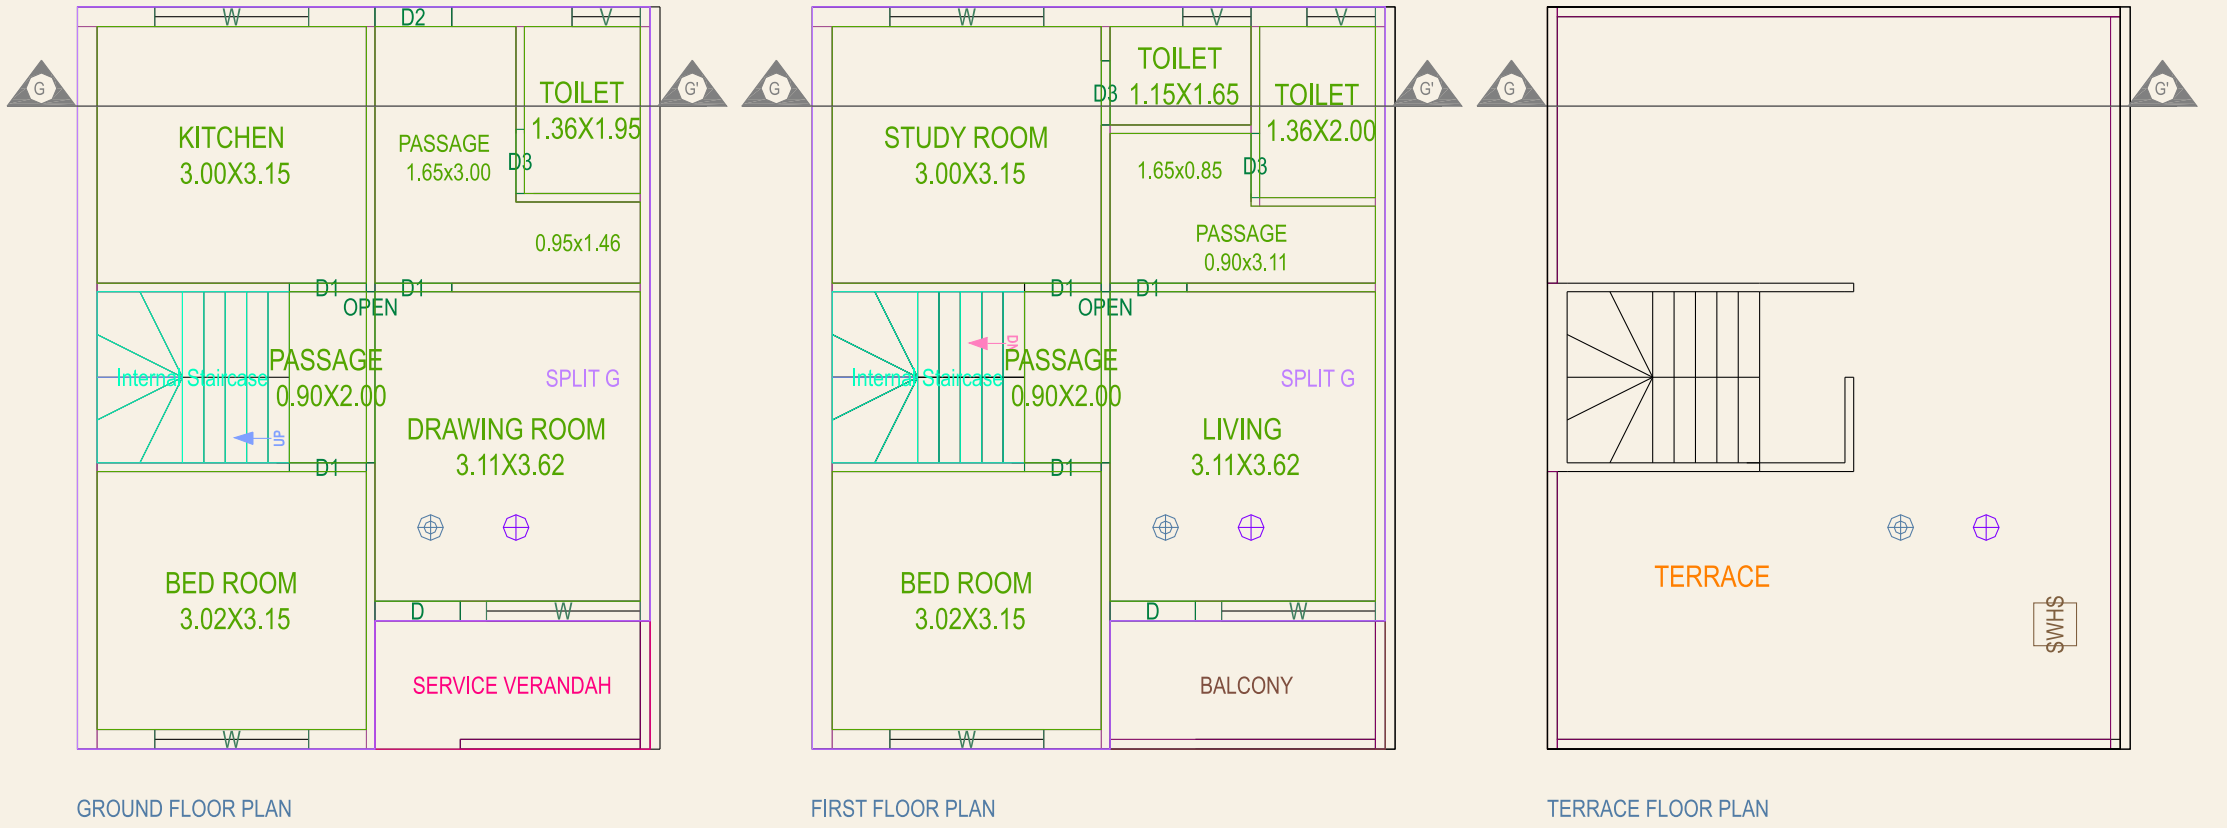 W
D2
V
G
G'
TOILET
1.36X1.95
KITCHEN
3.00X3.15
PASSAGE
1.65x3.00
D3
0.95x1.46
D1
D1
OPEN
PASSAGE
0.90X2.00
Internal Staircase
SPLIT G
UP
DRAWING ROOM
3.11X3.62
D1
BED ROOM
3.02X3.15
D
W
SERVICE VERANDAH
W
GROUND FLOOR PLAN
W
V
V
G
G'
TOILET
1.15X1.65
D3
TOILET
1.36X2.00
STUDY ROOM
3.00X3.15
1.65x0.85
D3
PASSAGE
0.90x3.11
D1
D1
OPEN
DN
PASSAGE
0.90X2.00
Internal Staircase
SPLIT G
LIVING
3.11X3.62
D1
BED ROOM
3.02X3.15
D
W
BALCONY
W
FIRST FLOOR PLAN
G
G'
TERRACE
SWHS
TERRACE FLOOR PLAN